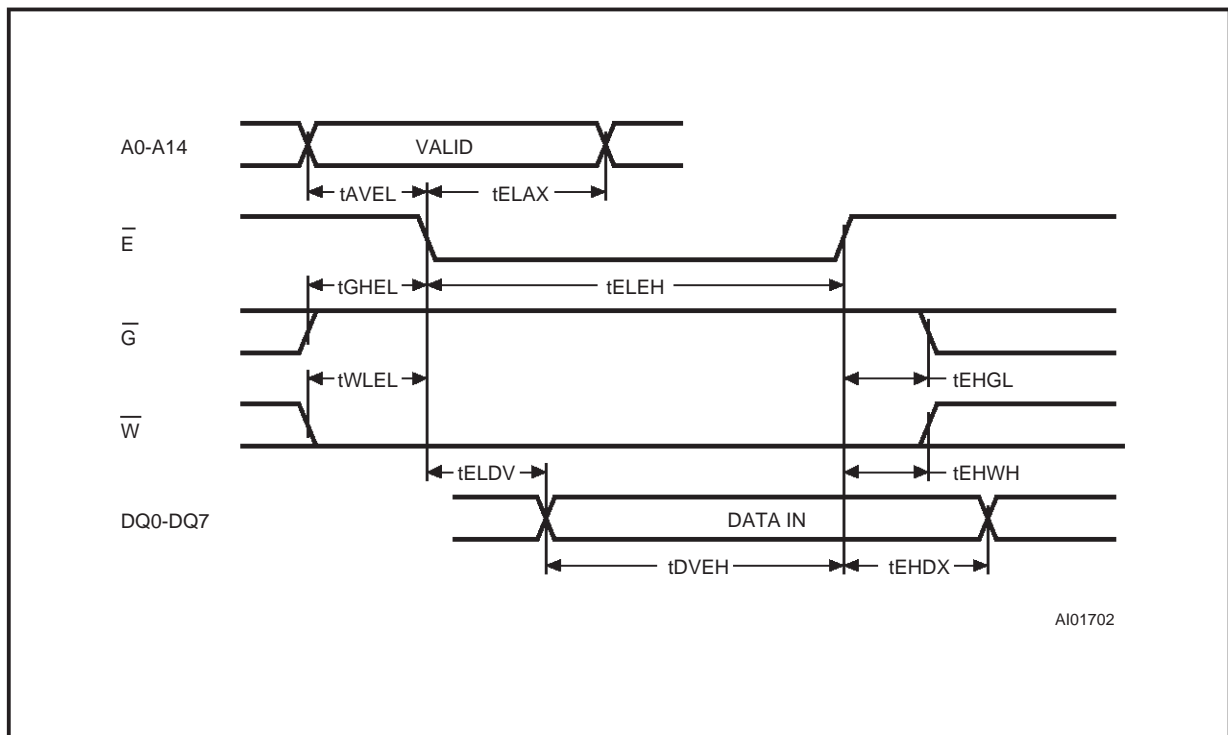 A0-A14
VALID
tAVEL
tELAX
E̅
tGHEL
tELEH
G̅
tWLEL
tEHGL
W̅
tELDV
tEHWH
DQ0-DQ7
DATA IN
tDVEH
tEHDX
AI01702